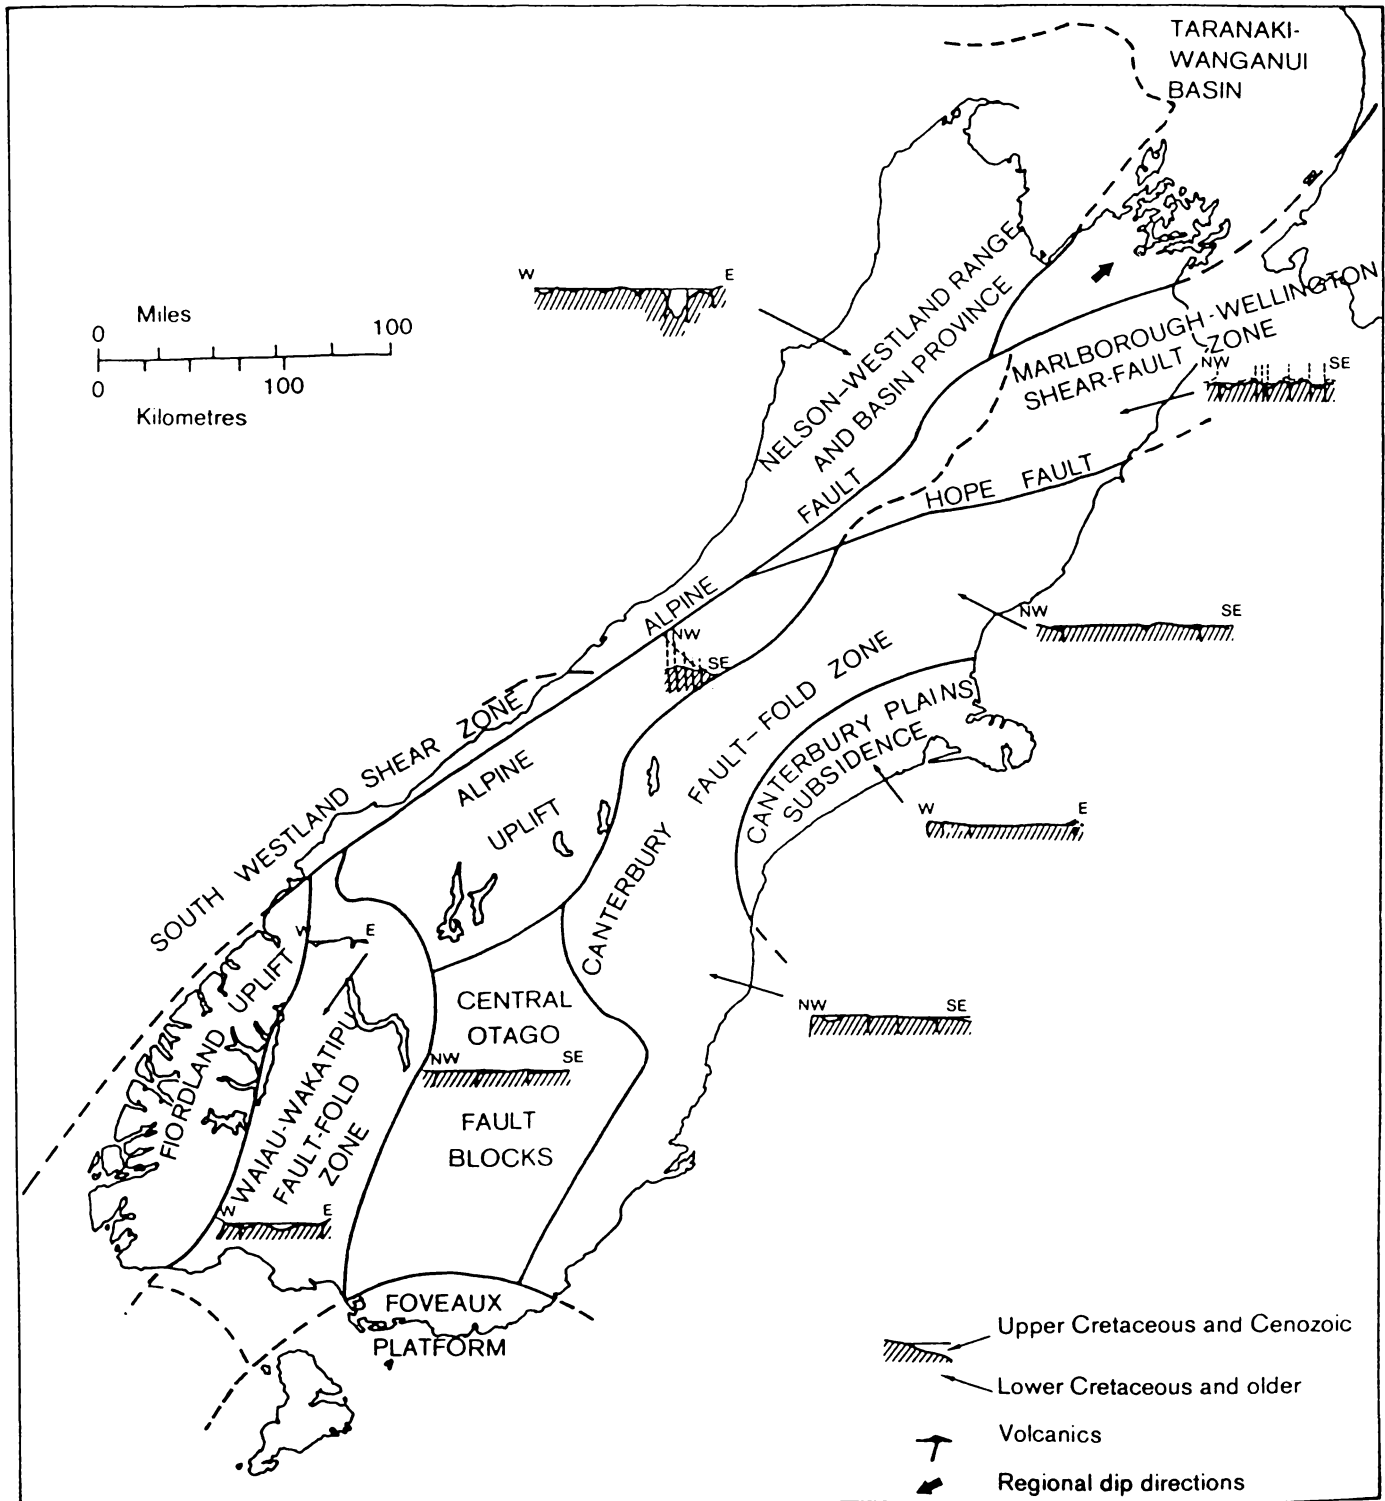 TARANAKI-
WANGANUI
BASIN
W E
Miles
0 100
0 100
Kilometres
NELSON-WESTLAND RANGE
AND BASIN PROVINCE
MARLBOROUGH-WELLINGTON
SHEAR-FAULT ZONE
NW SE
HOPE FAULT
ALPINE FAULT
NW
SE
NW SE
SOUTH WESTLAND SHEAR ZONE
ALPINE
UPLIFT
CANTERBURY FAULT-FOLD ZONE
CANTERBURY PLAINS
SUBSIDENCE
W E
W E
FIORDLAND UPLIFT
WAIAU-WAKATIPU
FAULT-FOLD
ZONE
W E
CENTRAL
OTAGO
NW SE
FAULT
BLOCKS
NW SE
FOVEAUX
PLATFORM
Upper Cretaceous and Cenozoic
Lower Cretaceous and older
Volcanics
Regional dip directions